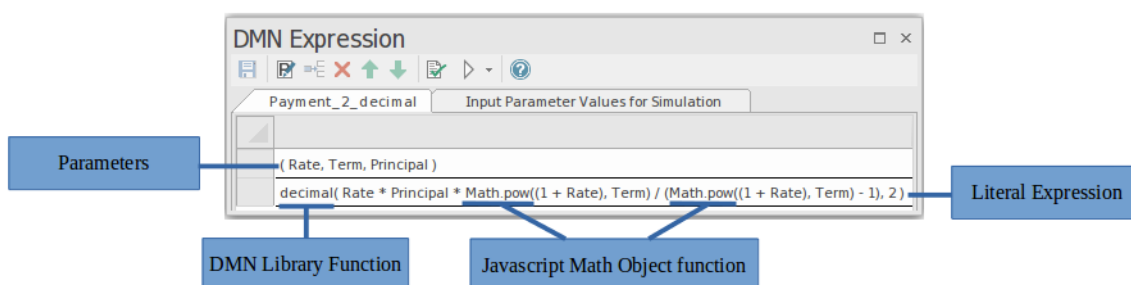 DMN Expression
Payment_2_decimal
Input Parameter Values for Simulation
Parameters
( Rate, Term, Principal )
decimal( Rate * Principal * Math.pow((1 + Rate), Term) / (Math.pow((1 + Rate), Term) - 1), 2 )
Literal Expression
DMN Library Function
Javascript Math Object function